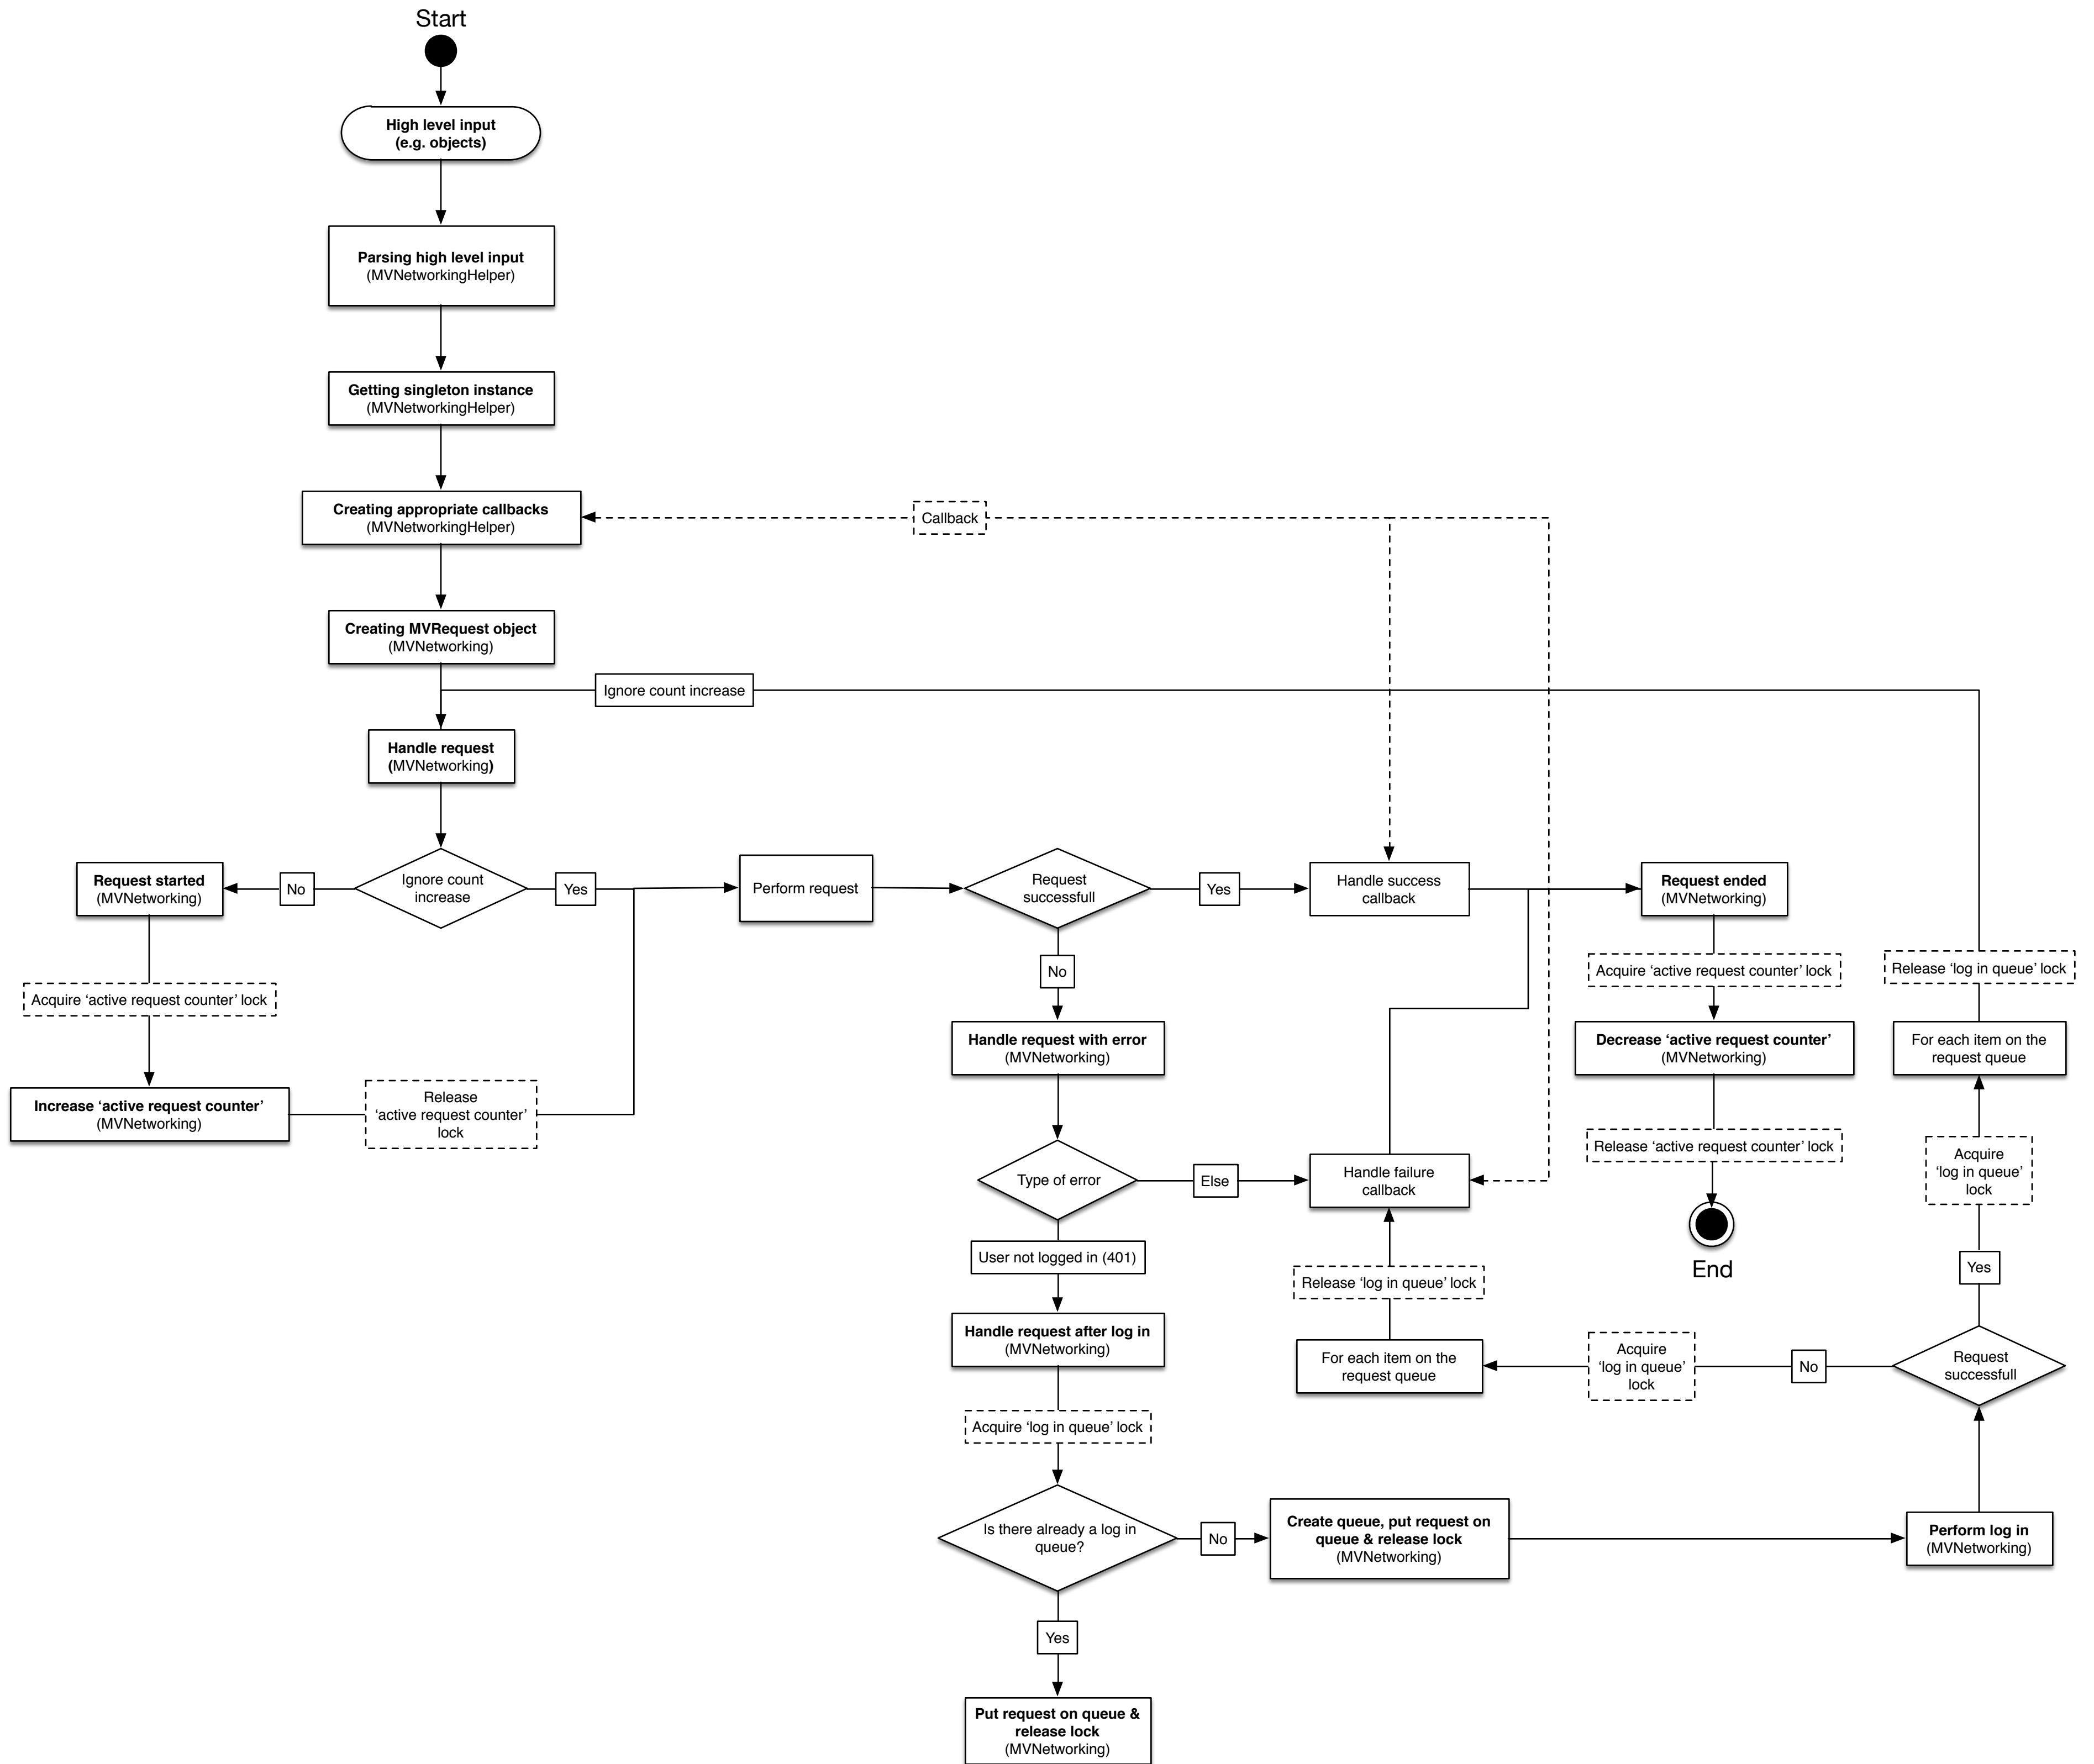 Start
High level input
(e.g. objects)
Parsing high level input
(MVNetworkingHelper)
Getting singleton instance
(MVNetworkingHelper)
Creating appropriate callbacks
(MVNetworkingHelper)
Callback
Creating MVRequest object
(MVNetworking)
Ignore count increase
Handle request
(MVNetworking)
Request started
(MVNetworking)
No
Ignore count
increase
Yes
Perform request
Request
successfull
Yes
Handle success
callback
Request ended
(MVNetworking)
No
Acquire ‘active request counter’ lock
Release ‘log in queue’ lock
Acquire ‘active request counter’ lock
Handle request with error
(MVNetworking)
Decrease ‘active request counter’
(MVNetworking)
For each item on the
request queue
Increase ‘active request counter’
(MVNetworking)
Release
‘active request counter’
lock
Release ‘active request counter’ lock
Acquire
‘log in queue’
lock
Type of error
Else
Handle failure
callback
End
User not logged in (401)
Release ‘log in queue’ lock
Yes
Handle request after log in
(MVNetworking)
For each item on the
request queue
Acquire
‘log in queue’
lock
No
Request
successfull
Acquire ‘log in queue’ lock
Is there already a log in
queue?
No
Create queue, put request on
queue & release lock
(MVNetworking)
Perform log in
(MVNetworking)
Yes
Put request on queue &
release lock
(MVNetworking)